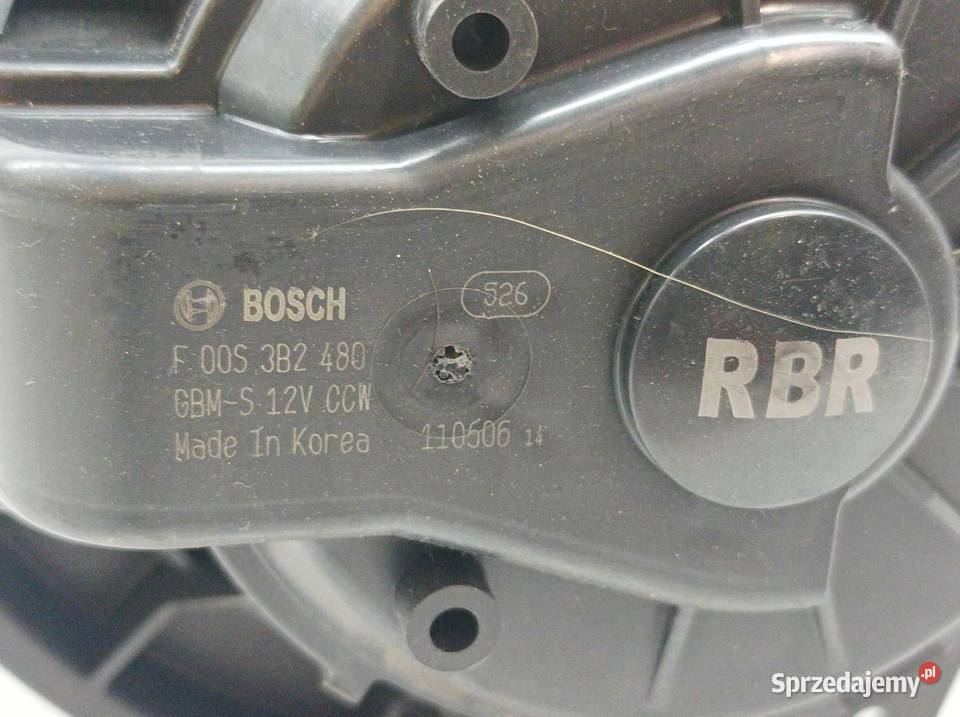 BOSCH
526
F 00S 3B2 480
GBM-S 12V CCW
Made In Korea
110506 14
RBR
Sprzedajemy.pl